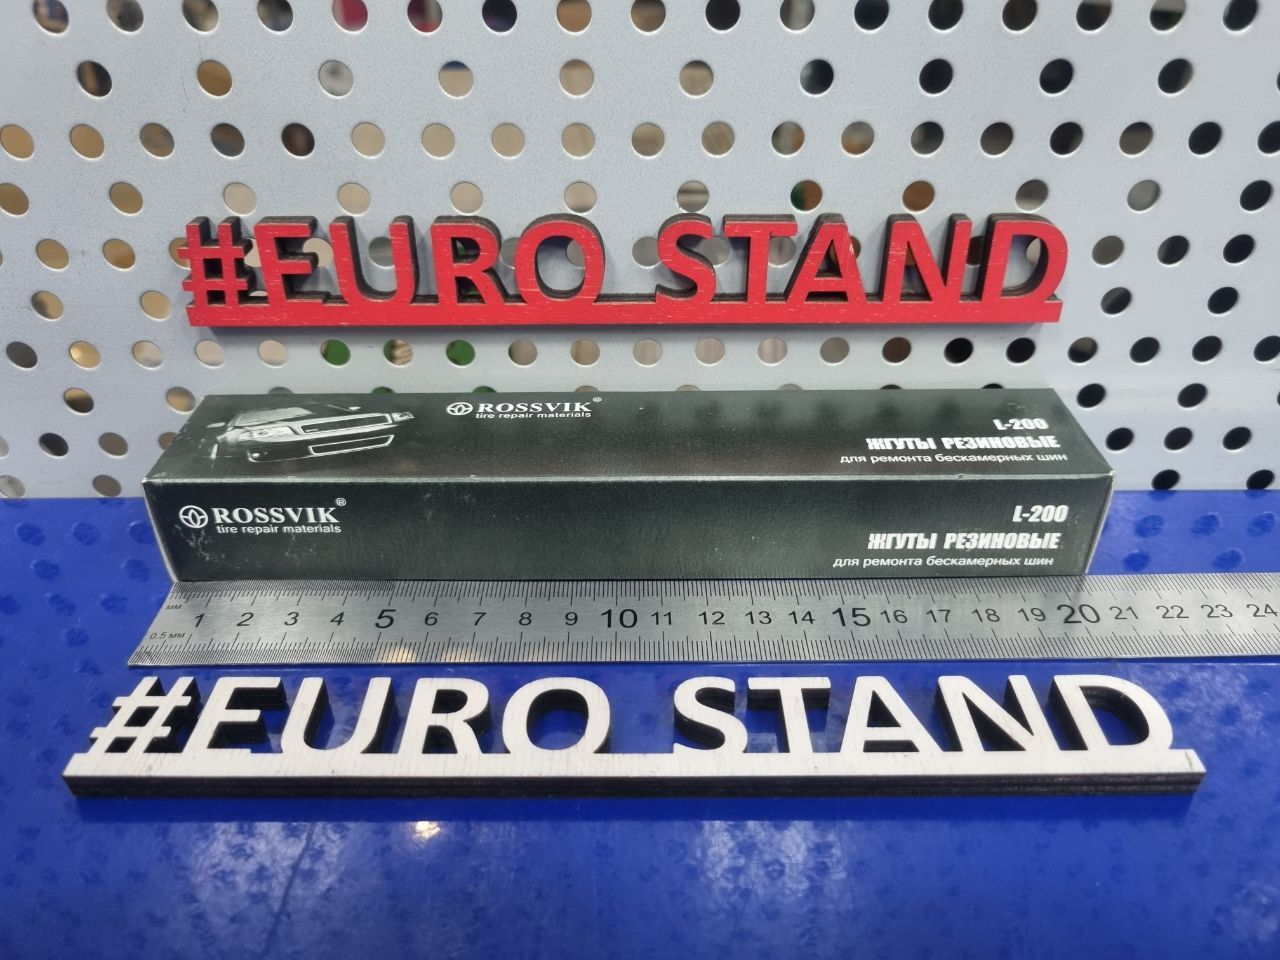 #EURO STAND
ROSSVIK®
tire repair materials
L-200
ЖГУТЫ РЕЗИНОВЫЕ
для ремонта бескамерных шин
ROSSVIK®
tire repair materials
L-200
ЖГУТЫ РЕЗИНОВЫЕ
для ремонта бескамерных шин
мм
1 2 3 4 5 6 7 8 9 10 11 12 13 14 15 16 17 18 19 20 21 22 23 24
0.5 мм
#EURO STAND